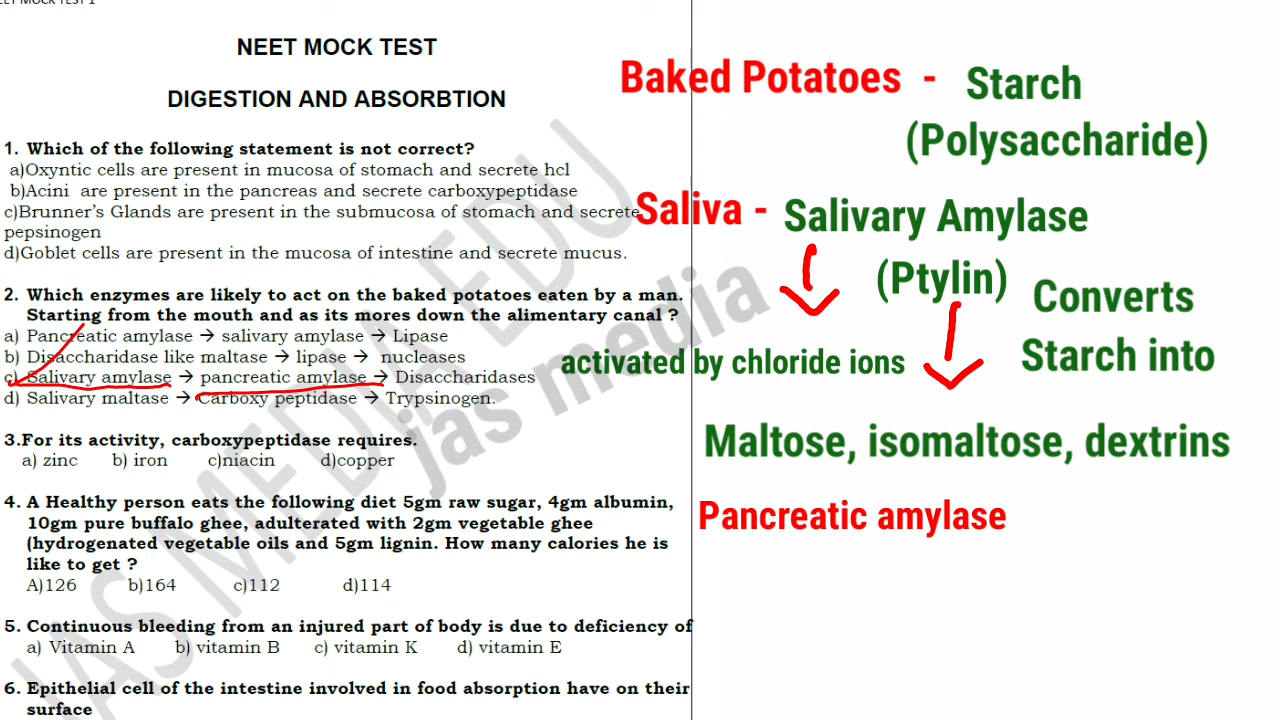 NEET MOCK TEST 1
NEET MOCK TEST
DIGESTION AND ABSORBTION
1. Which of the following statement is not correct?
a)Oxyntic cells are present in mucosa of stomach and secrete hcl
b)Acini are present in the pancreas and secrete carboxypeptidase
c)Brunner's Glands are present in the submucosa of stomach and secrete
pepsinogen
d)Goblet cells are present in the mucosa of intestine and secrete mucus.
2. Which enzymes are likely to act on the baked potatoes eaten by a man.
Starting from the mouth and as its mores down the alimentary canal ?
a) Pancreatic amylase → salivary amylase → Lipase
b) Disaccharidase like maltase → lipase → nucleases
c) Salivary amylase → pancreatic amylase → Disaccharidases
d) Salivary maltase → Carboxy peptidase → Trypsinogen.
3.For its activity, carboxypeptidase requires.
a) zinc b) iron c)niacin d)copper
4. A Healthy person eats the following diet 5gm raw sugar, 4gm albumin,
10gm pure buffalo ghee, adulterated with 2gm vegetable ghee
(hydrogenated vegetable oils and 5gm lignin. How many calories he is
like to get ?
A)126 b)164 c)112 d)114
5. Continuous bleeding from an injured part of body is due to deficiency of
a) Vitamin A b) vitamin B c) vitamin K d) vitamin E
6. Epithelial cell of the intestine involved in food absorption have on their
surface
Baked Potatoes - Starch
(Polysaccharide)
Saliva - Salivary Amylase
(Ptylin)
Converts
Starch into
activated by chloride ions
Maltose, isomaltose, dextrins
Pancreatic amylase
JAS MEDIA EDU
jas media